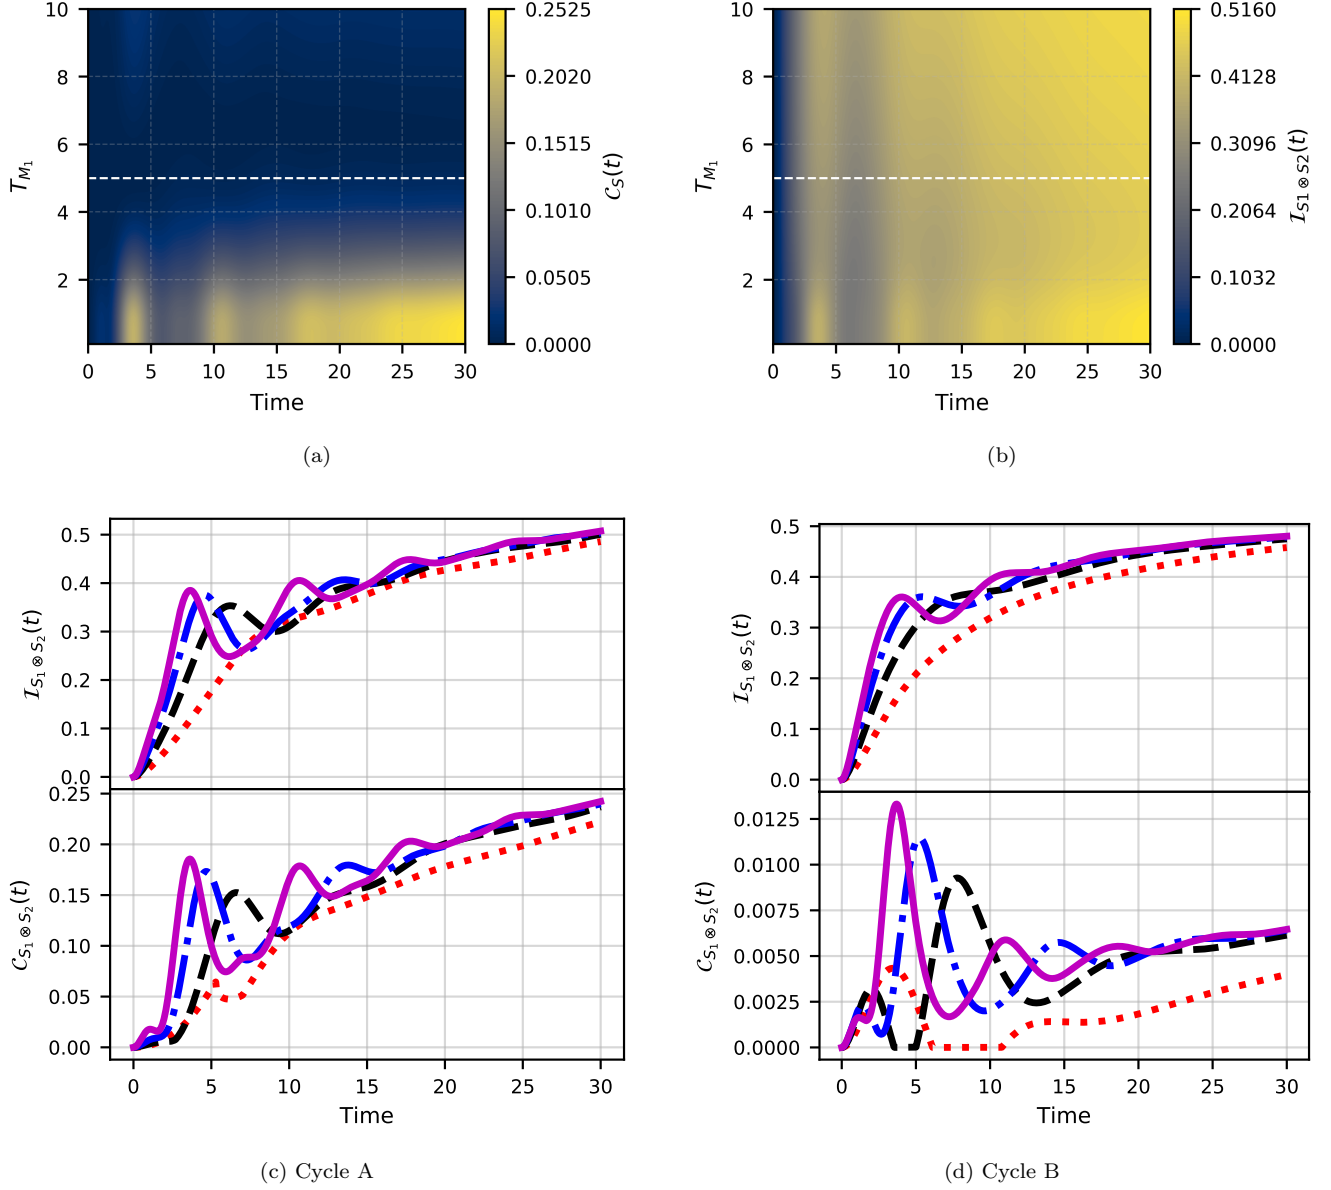 10
8
6
4
2
T_{M_1}
0 5 10 15 20 25 30
Time
0.2525
0.2020
0.1515
0.1010
0.0505
0.0000
𝒞_S(t)
(a)
10
8
6
4
2
T_{M_1}
0 5 10 15 20 25 30
Time
0.5160
0.4128
0.3096
0.2064
0.1032
0.0000
ℐ_{S1⊗S2}(t)
(b)
0.5
0.4
0.3
0.2
0.1
0.0
ℐ_{S_1⊗S_2}(t)
0.25
0.20
0.15
0.10
0.05
0.00
𝒞_{S_1⊗S_2}(t)
0 5 10 15 20 25 30
Time
(c) Cycle A
0.5
0.4
0.3
0.2
0.1
0.0
ℐ_{S_1⊗S_2}(t)
0.0125
0.0100
0.0075
0.0050
0.0025
0.0000
𝒞_{S_1⊗S_2}(t)
0 5 10 15 20 25 30
Time
(d) Cycle B